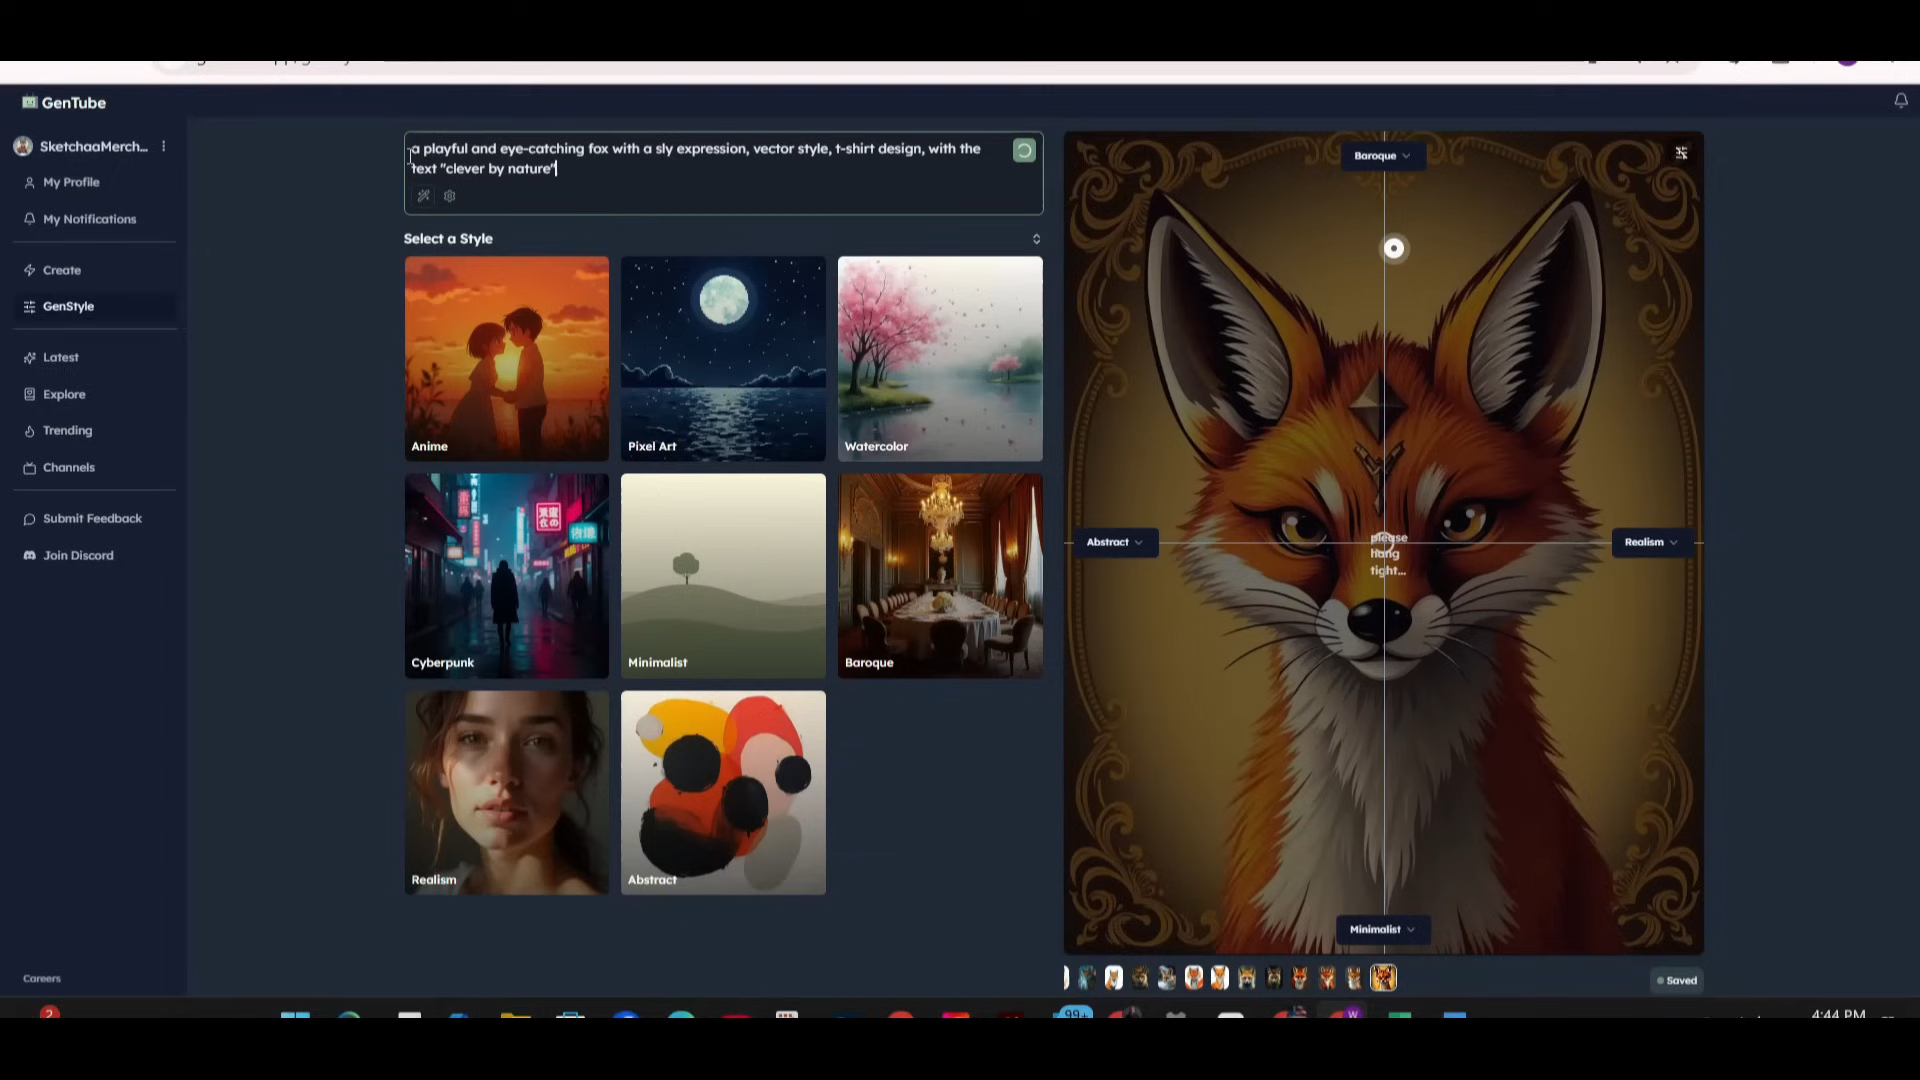 GenTube
SketchaaMerch...
My Profile
My Notifications
Create
GenStyle
Latest
Explore
Trending
Channels
Submit Feedback
Join Discord
Careers
a playful and eye-catching fox with a sly expression, vector style, t-shirt design, with the
text "clever by nature"
Select a Style
Anime
Pixel Art
Watercolor
Cyberpunk
Minimalist
Baroque
Realism
Abstract
Baroque
Abstract
please
hang
tight...
Realism
Minimalist
Saved
2
99+
W
4:44 PM